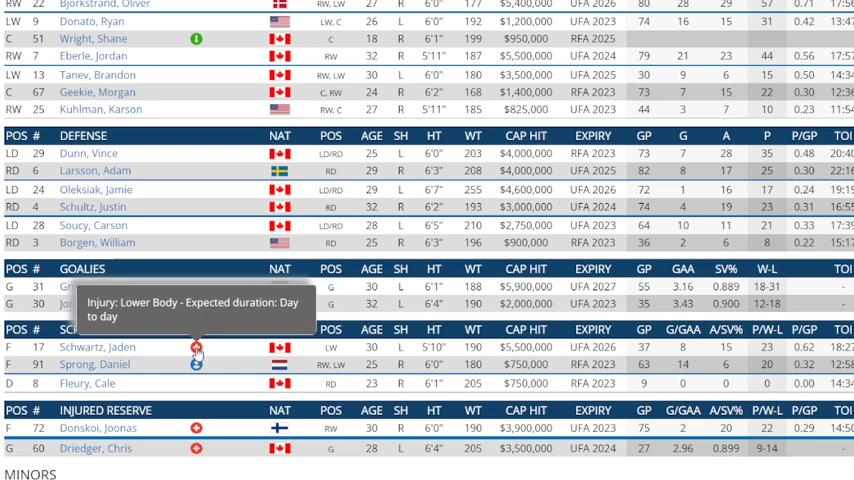 RW 22 Bjorkstrand, Oliver RW, LW 27 R 6'0" 177 $5,400,000 UFA 2026 80 28 29 57 0.71 17:56
LW 9 Donato, Ryan LW, C 26 L 6'0" 192 $1,200,000 UFA 2023 74 16 15 31 0.42 13:47
C 51 Wright, Shane C 18 R 6'1" 199 $950,000 RFA 2025
RW 7 Eberle, Jordan RW 32 R 5'11" 187 $5,500,000 UFA 2024 79 21 23 44 0.56 17:57
LW 13 Tanev, Brandon RW, LW 30 L 6'0" 180 $3,500,000 UFA 2025 30 9 6 15 0.50 14:
C 67 Geekie, Morgan C, RW 24 R 6'2" 168 $1,400,000 RFA 2023 73 7 15 22 0.30 12:36
RW 25 Kuhlman, Karson RW, C 27 R 5'11" 185 $825,000 UFA 2023 44 3 7 10 0.23 11:54
POS # DEFENSE NAT POS AGE SH HT WT CAP HIT EXPIRY GP G A P P/GP TOI
LD 29 Dunn, Vince LD/RD 25 L 6'0" 203 $4,000,000 RFA 2023 73 7 28 35 0.48 20:40
RD 6 Larsson, Adam RD 29 R 6'3" 208 $4,000,000 UFA 2025 82 8 17 25 0.30 22:16
LD 24 Oleksiak, Jamie LD/RD 29 L 6'7" 255 $4,600,000 UFA 2026 72 1 16 17 0.24 19:19
RD 4 Schultz, Justin RD 32 R 6'2" 193 $3,000,000 UFA 2024 74 4 19 23 0.31 16:55
LD 28 Soucy, Carson LD/RD 28 L 6'5" 210 $2,750,000 UFA 2023 64 10 11 21 0.33 17:39
RD 3 Borgen, William RD 25 R 6'3" 196 $900,000 RFA 2023 36 2 6 8 0.22 15:17
POS # GOALIES NAT POS AGE SH HT WT CAP HIT EXPIRY GP GAA SV% W-L TOI
G 31 G 30 L 6'1" 188 $5,900,000 UFA 2027 55 3.16 0.889 18-31 -
G 30 G 32 L 6'4" 190 $2,000,000 UFA 2023 35 3.43 0.900 12-18 -
Injury: Lower Body - Expected duration: Day
to day
POS # NAT POS AGE SH HT WT CAP HIT EXPIRY GP G/GAA A/SV% P/W-L P/GP TOI
F 17 Schwartz, Jaden LW 30 L 5'10" 190 $5,500,000 UFA 2026 37 8 15 23 0.62 18:27
F 91 Sprong, Daniel RW, LW 25 R 6'0" 180 $750,000 RFA 2023 63 14 6 20 0.32 12:58
D 8 Fleury, Cale RD 23 R 6'1" 205 $750,000 RFA 2023 9 0 0 0 0.00 14:34
POS # INJURED RESERVE NAT POS AGE SH HT WT CAP HIT EXPIRY GP G/GAA A/SV% P/W-L P/GP TOI
F 72 Donskoi, Joonas RW 30 R 6'0" 190 $3,900,000 UFA 2023 75 2 20 22 0.29 14:50
G 60 Driedger, Chris G 28 L 6'4" 205 $3,500,000 UFA 2024 27 2.96 0.899 9-14 -
MINORS